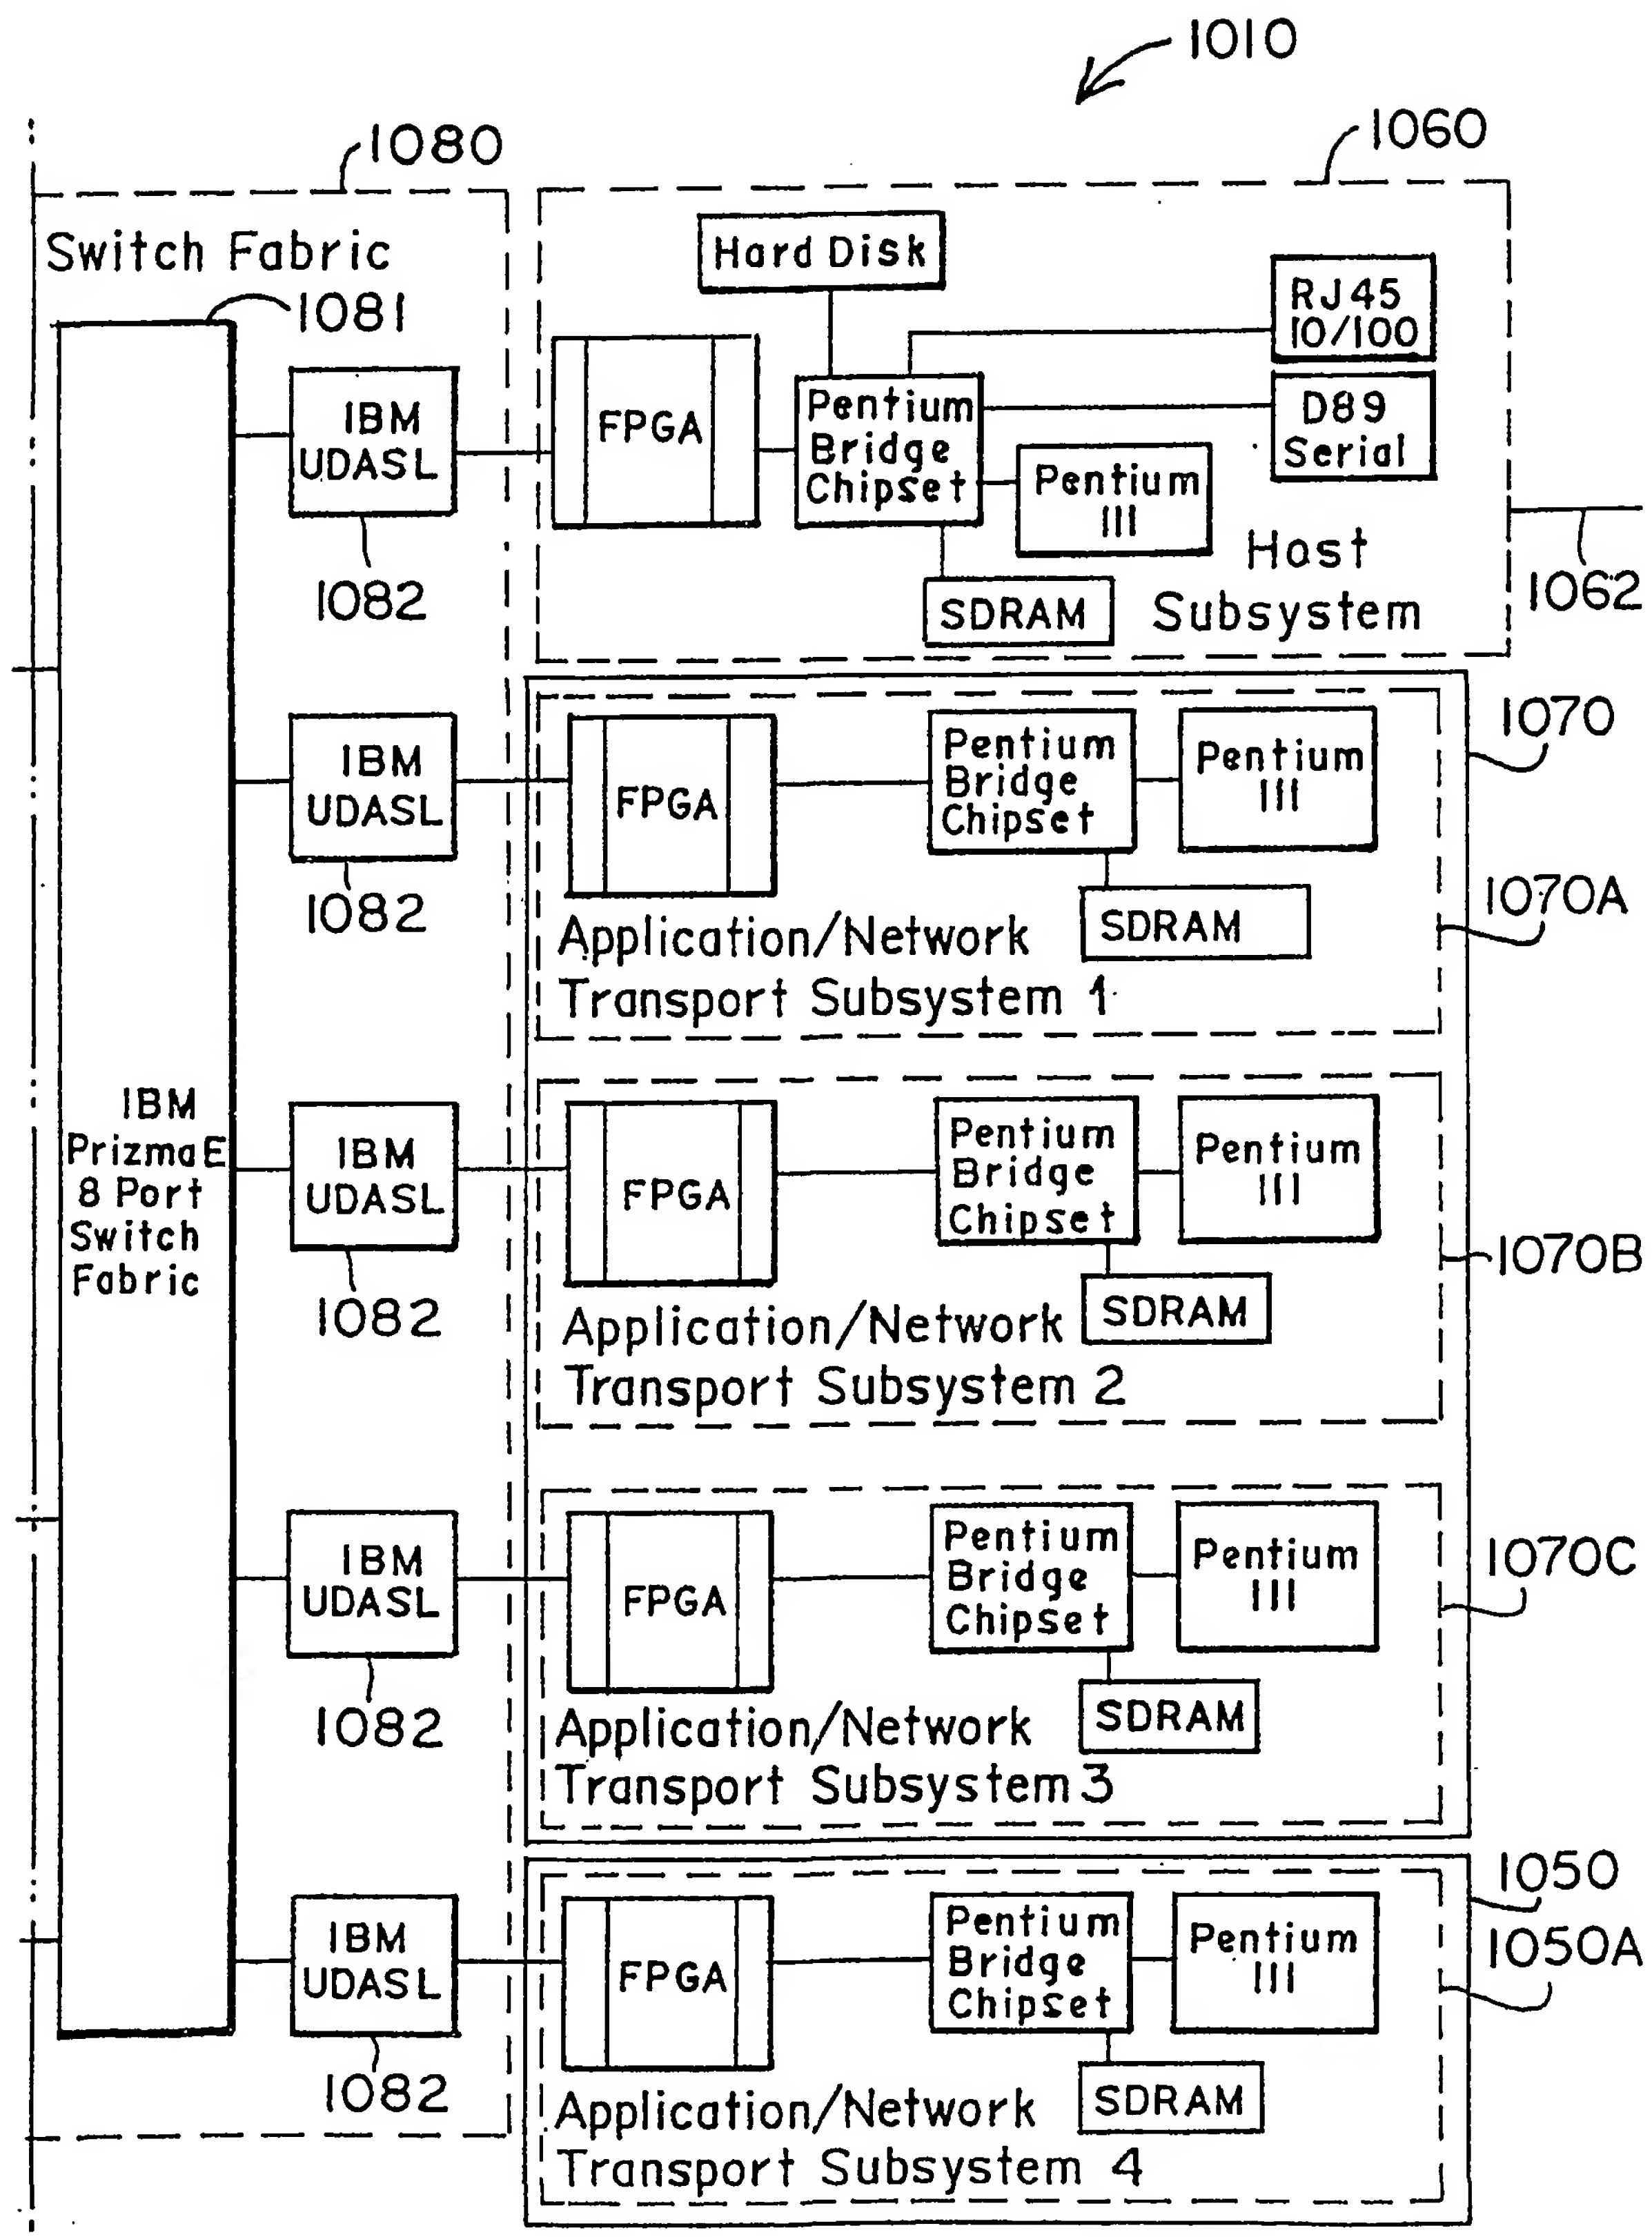 1010
1080
1060
Switch Fabric
1081
Hard Disk
RJ45
10/100
IBM
UDASL
FPGA
Pentium
Bridge
Chipset
D89
Serial
Pentium
III
Host
Subsystem
1082
SDRAM
1062
1070
IBM
UDASL
FPGA
Pentium
Bridge
Chipset
Pentium
III
1082
SDRAM
1070A
Application/Network
Transport Subsystem 1
IBM
PrizmaE
8 Port
Switch
Fabric
IBM
UDASL
FPGA
Pentium
Bridge
Chipset
Pentium
III
1070B
1082
SDRAM
Application/Network
Transport Subsystem 2
IBM
UDASL
FPGA
Pentium
Bridge
Chipset
Pentium
III
1070C
1082
SDRAM
Application/Network
Transport Subsystem 3
1050
IBM
UDASL
FPGA
Pentium
Bridge
Chipset
Pentium
III
1050A
1082
SDRAM
Application/Network
Transport Subsystem 4